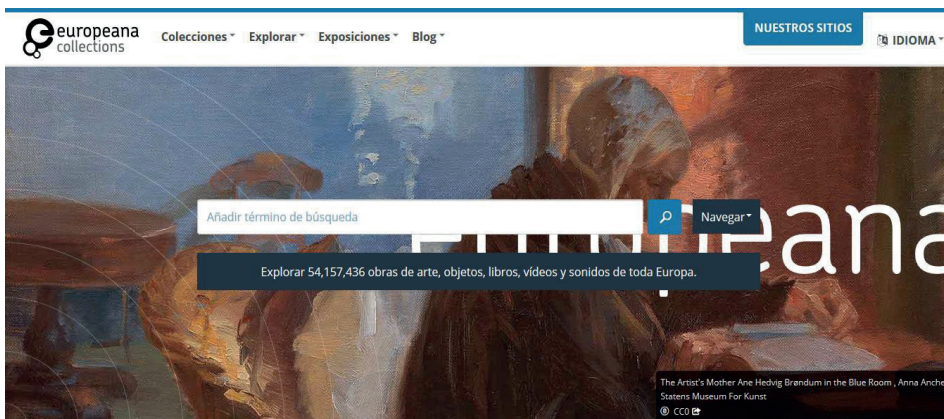 europeana
collections
Colecciones Explorar Exposiciones Blog
NUESTROS SITIOS
IDIOMA
Añadir término de búsqueda
Navegar
europeana
Explorar 54,157,436 obras de arte, objetos, libros, vídeos y sonidos de toda Europa.
The Artist's Mother Ane Hedvig Brøndum in the Blue Room , Anna Anche
Statens Museum For Kunst
CC0